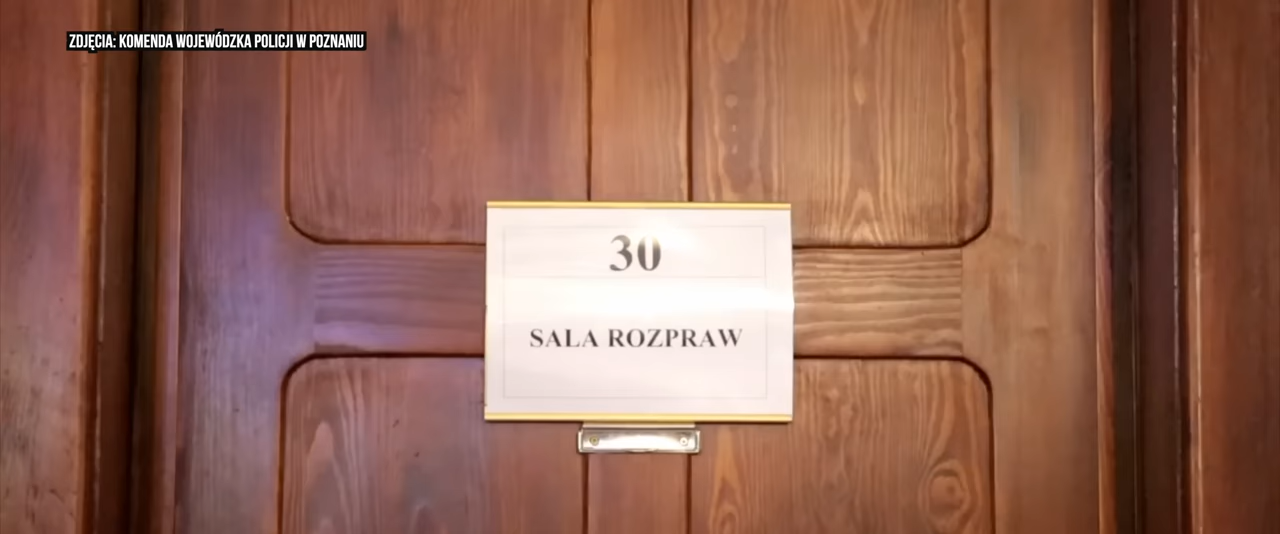 ZDJĘCIA: KOMENDA WOJEWÓDZKA POLICJI W POZNANIU
30
SALA ROZPRAW